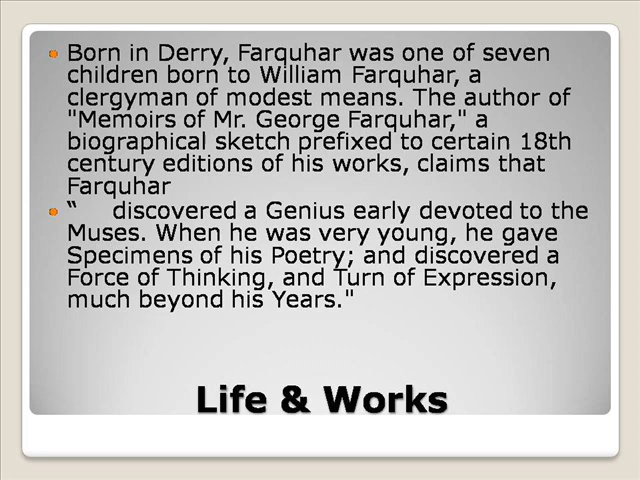 Born in Derry, Farquhar was one of seven
children born to William Farquhar, a
clergyman of modest means. The author of
"Memoirs of Mr. George Farquhar," a
biographical sketch prefixed to certain 18th
century editions of his works, claims that
Farquhar
“ discovered a Genius early devoted to the
Muses. When he was very young, he gave
Specimens of his Poetry; and discovered a
Force of Thinking, and Turn of Expression,
much beyond his Years."
Life & Works